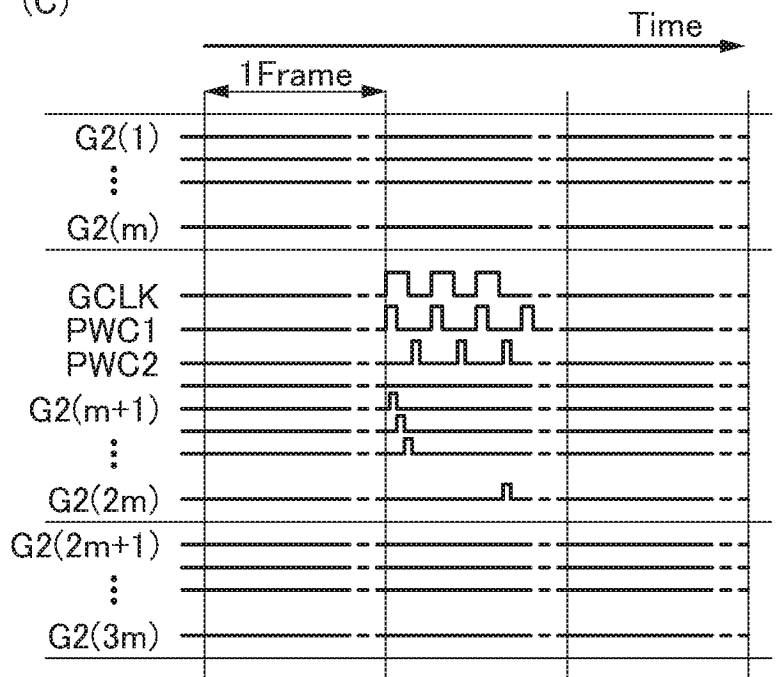 (C)
Time
1Frame
G2(1)
⋮
G2(m)
GCLK
PWC1
PWC2
G2(m+1)
⋮
G2(2m)
G2(2m+1)
⋮
G2(3m)